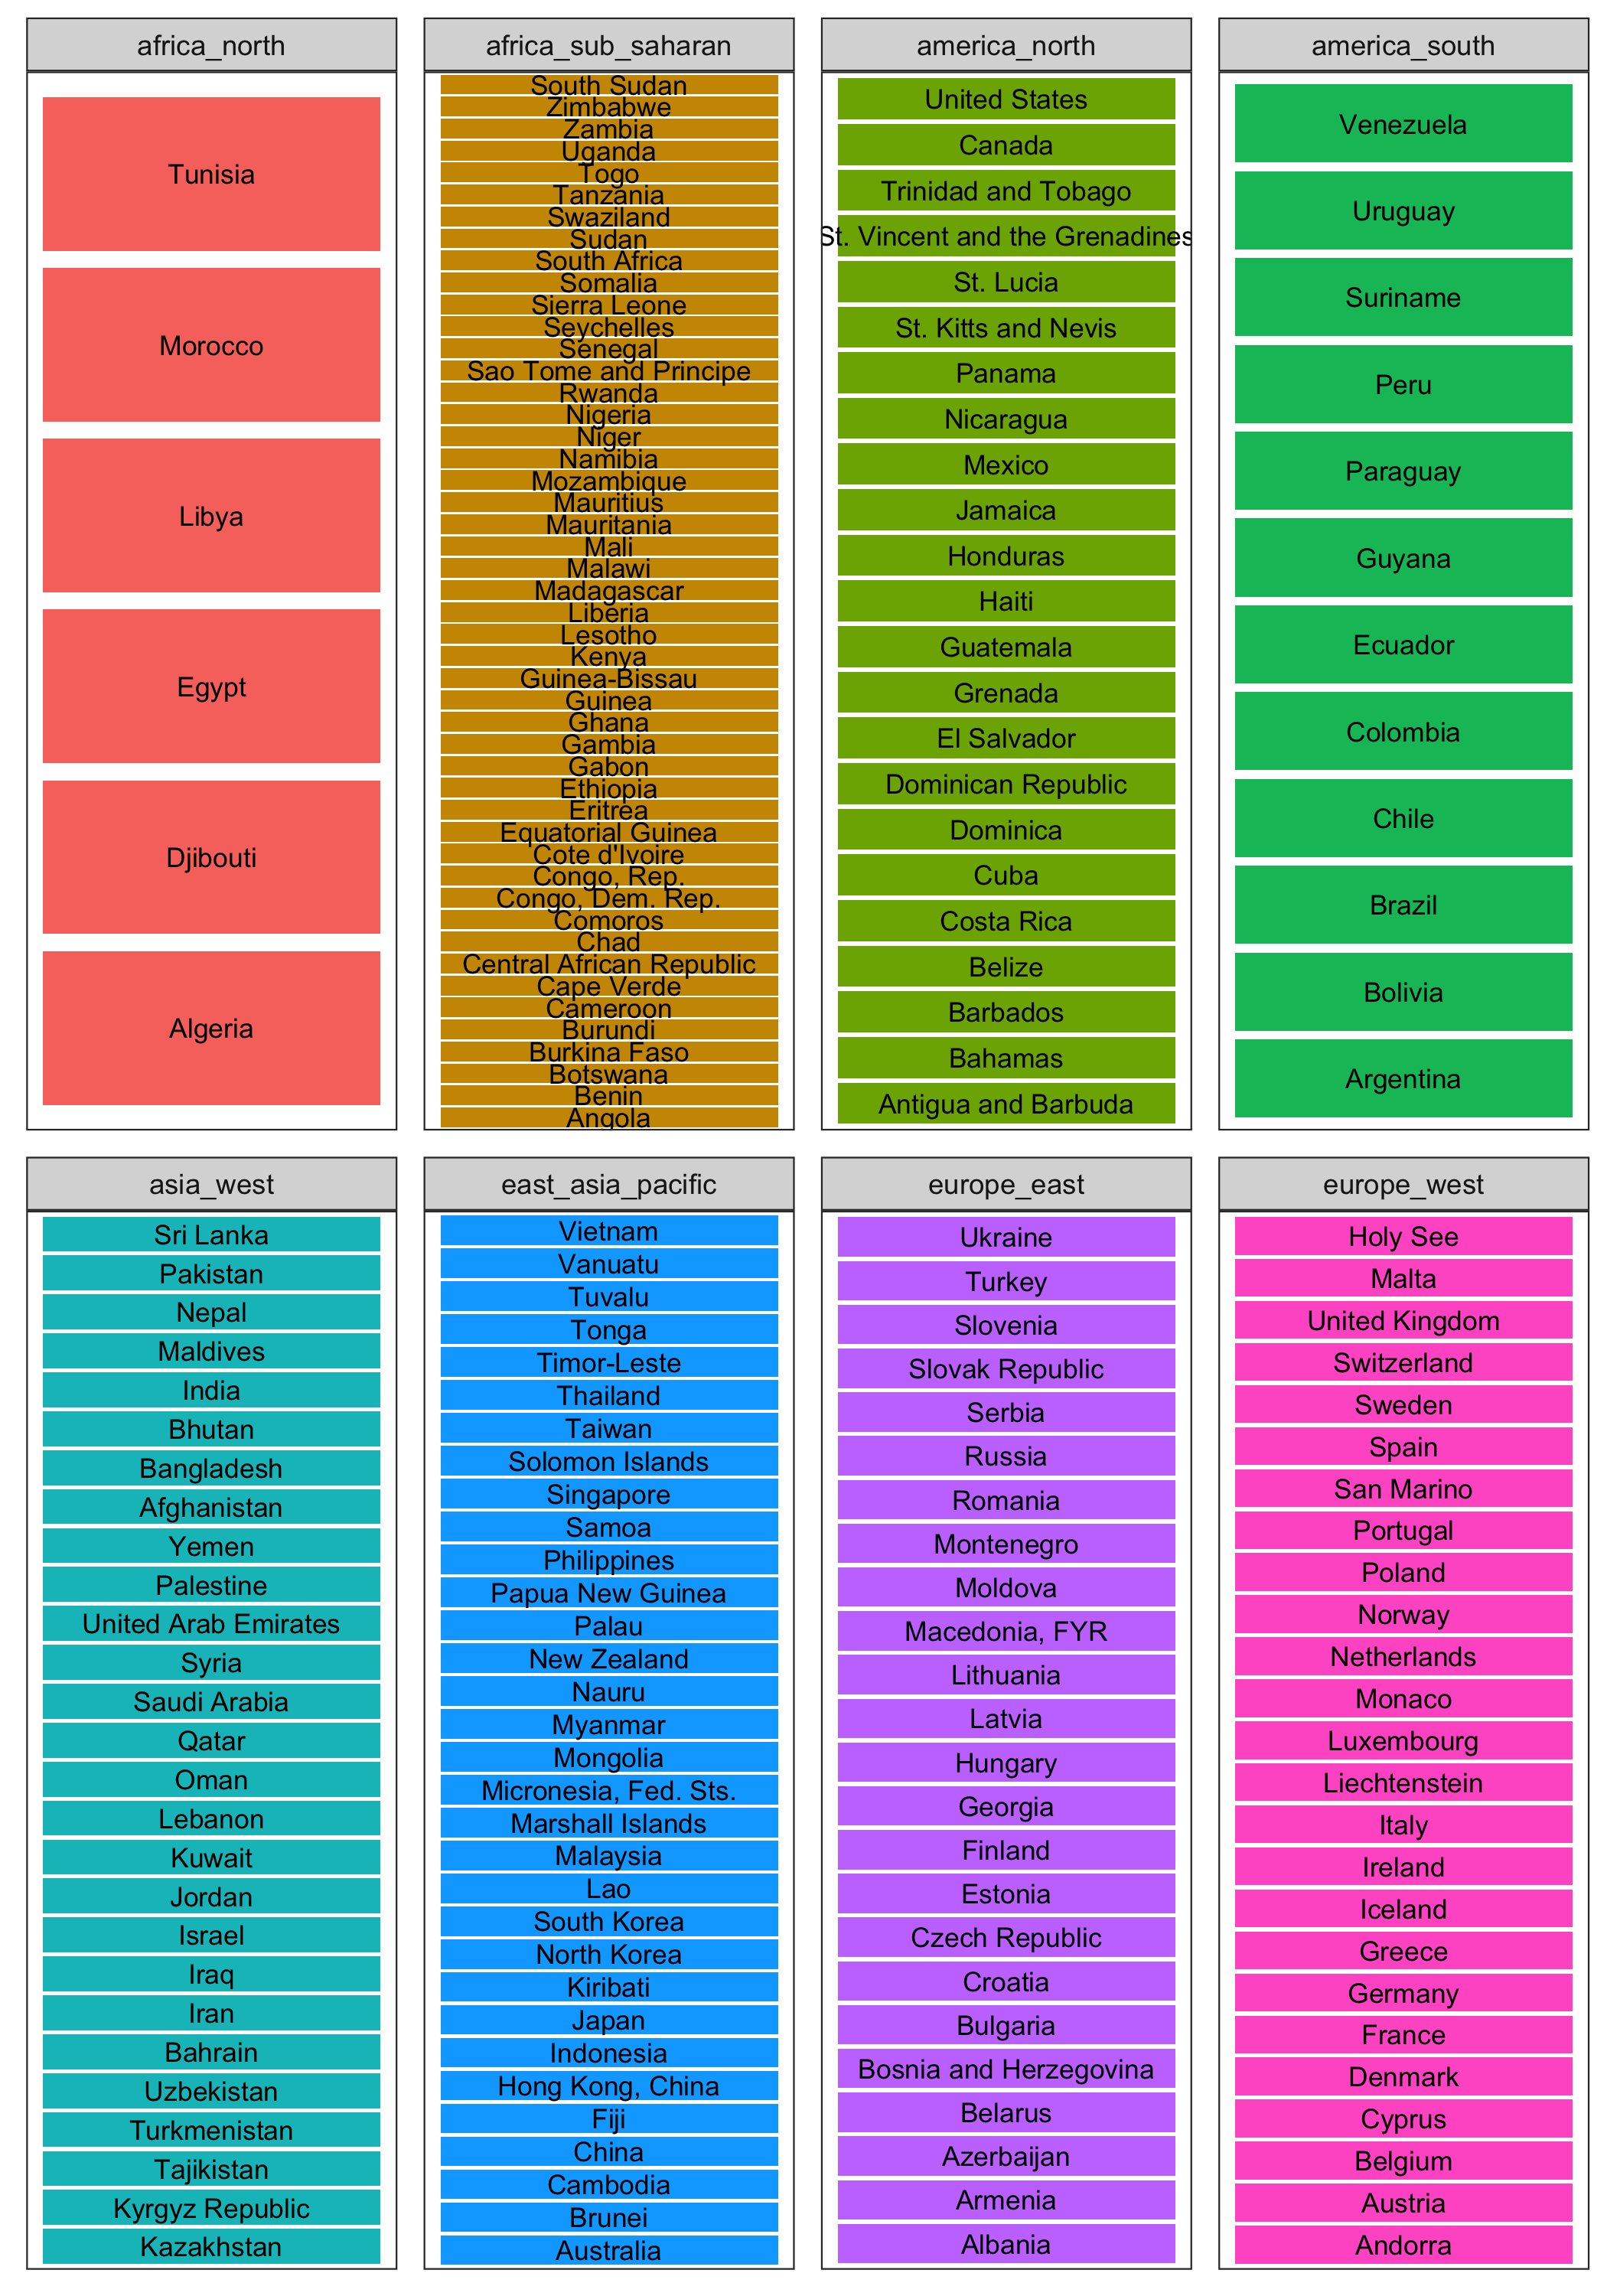 africa_north
Tunisia
Morocco
Libya
Egypt
Djibouti
Algeria
africa_sub_saharan
South Sudan
Zimbabwe
Zambia
Uganda
Togo
Tanzania
Swaziland
Sudan
South Africa
Somalia
Sierra Leone
Seychelles
Senegal
Sao Tome and Principe
Rwanda
Nigeria
Niger
Namibia
Mozambique
Mauritius
Mauritania
Mali
Malawi
Madagascar
Liberia
Lesotho
Kenya
Guinea-Bissau
Guinea
Ghana
Gambia
Gabon
Ethiopia
Eritrea
Equatorial Guinea
Cote d'Ivoire
Congo, Rep.
Congo, Dem. Rep.
Comoros
Chad
Central African Republic
Cape Verde
Cameroon
Burundi
Burkina Faso
Botswana
Benin
Angola
america_north
United States
Canada
Trinidad and Tobago
St. Vincent and the Grenadines
St. Lucia
St. Kitts and Nevis
Panama
Nicaragua
Mexico
Jamaica
Honduras
Haiti
Guatemala
Grenada
El Salvador
Dominican Republic
Dominica
Cuba
Costa Rica
Belize
Barbados
Bahamas
Antigua and Barbuda
america_south
Venezuela
Uruguay
Suriname
Peru
Paraguay
Guyana
Ecuador
Colombia
Chile
Brazil
Bolivia
Argentina
asia_west
Sri Lanka
Pakistan
Nepal
Maldives
India
Bhutan
Bangladesh
Afghanistan
Yemen
Palestine
United Arab Emirates
Syria
Saudi Arabia
Qatar
Oman
Lebanon
Kuwait
Jordan
Israel
Iraq
Iran
Bahrain
Uzbekistan
Turkmenistan
Tajikistan
Kyrgyz Republic
Kazakhstan
east_asia_pacific
Vietnam
Vanuatu
Tuvalu
Tonga
Timor-Leste
Thailand
Taiwan
Solomon Islands
Singapore
Samoa
Philippines
Papua New Guinea
Palau
New Zealand
Nauru
Myanmar
Mongolia
Micronesia, Fed. Sts.
Marshall Islands
Malaysia
Lao
South Korea
North Korea
Kiribati
Japan
Indonesia
Hong Kong, China
Fiji
China
Cambodia
Brunei
Australia
europe_east
Ukraine
Turkey
Slovenia
Slovak Republic
Serbia
Russia
Romania
Montenegro
Moldova
Macedonia, FYR
Lithuania
Latvia
Hungary
Georgia
Finland
Estonia
Czech Republic
Croatia
Bulgaria
Bosnia and Herzegovina
Belarus
Azerbaijan
Armenia
Albania
europe_west
Holy See
Malta
United Kingdom
Switzerland
Sweden
Spain
San Marino
Portugal
Poland
Norway
Netherlands
Monaco
Luxembourg
Liechtenstein
Italy
Ireland
Iceland
Greece
Germany
France
Denmark
Cyprus
Belgium
Austria
Andorra